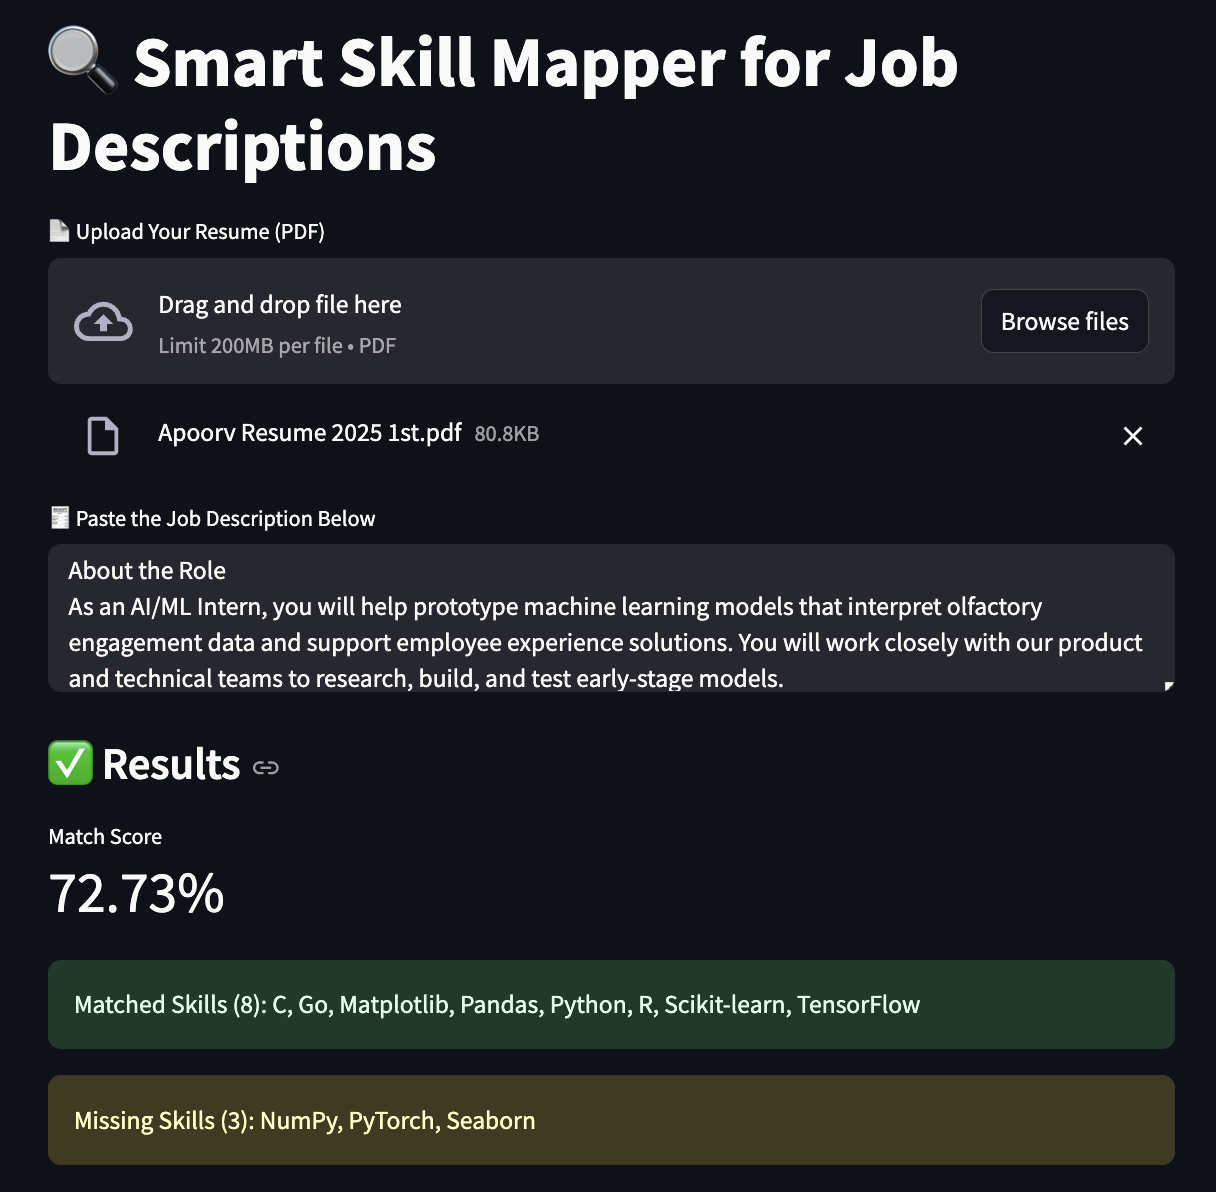 🔍 Smart Skill Mapper for Job
Descriptions
Upload Your Resume (PDF)
Drag and drop file here
Limit 200MB per file • PDF
Browse files
Apoorv Resume 2025 1st.pdf 80.8KB
Paste the Job Description Below
About the Role
As an AI/ML Intern, you will help prototype machine learning models that interpret olfactory
engagement data and support employee experience solutions. You will work closely with our product
and technical teams to research, build, and test early-stage models.
✅ Results
Match Score
72.73%
Matched Skills (8): C, Go, Matplotlib, Pandas, Python, R, Scikit-learn, TensorFlow
Missing Skills (3): NumPy, PyTorch, Seaborn